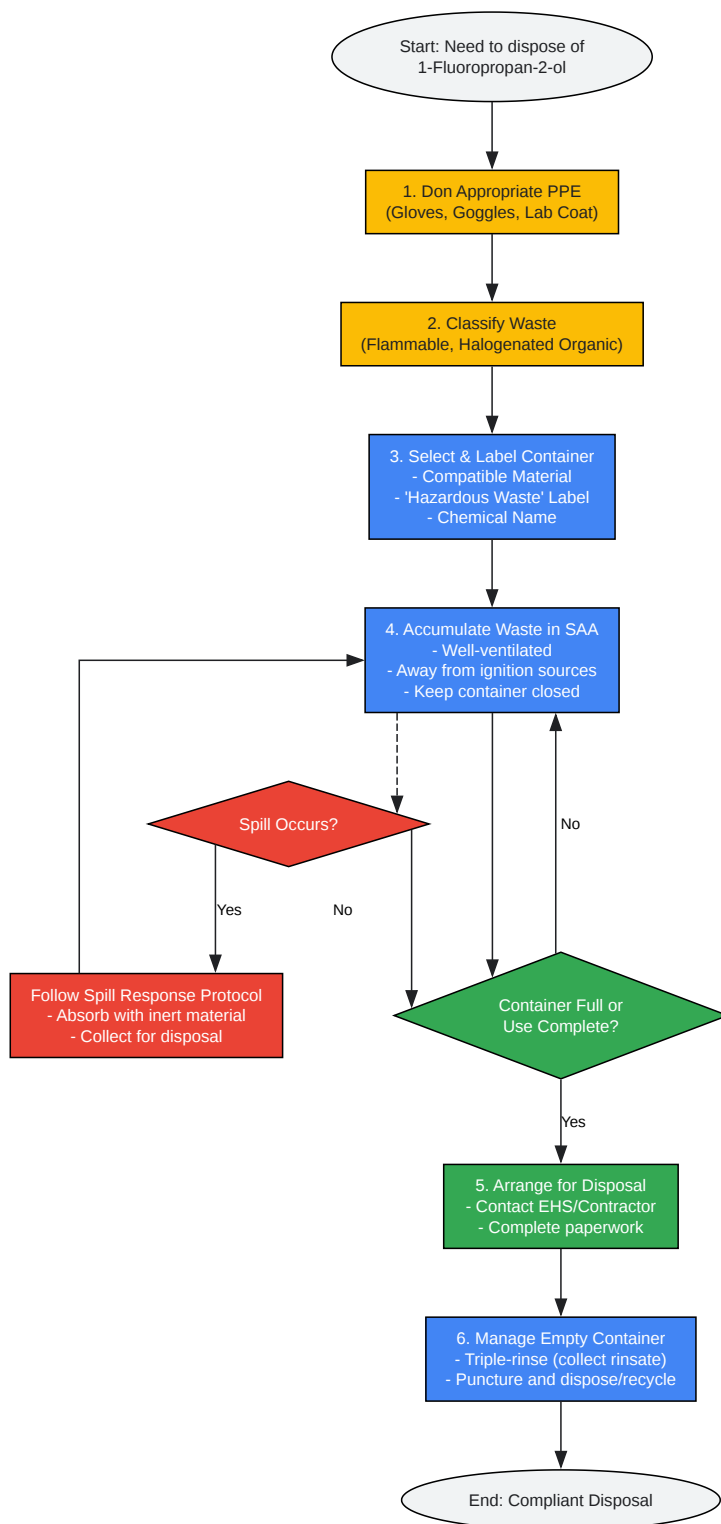 Start: Need to dispose of
1-Fluoropropan-2-ol
1. Don Appropriate PPE
(Gloves, Goggles, Lab Coat)
2. Classify Waste
(Flammable, Halogenated Organic)
3. Select & Label Container
- Compatible Material
- 'Hazardous Waste' Label
- Chemical Name
4. Accumulate Waste in SAA
- Well-ventilated
- Away from ignition sources
- Keep container closed
Spill Occurs?
No
Yes
No
Follow Spill Response Protocol
- Absorb with inert material
- Collect for disposal
Container Full or
Use Complete?
Yes
5. Arrange for Disposal
- Contact EHS/Contractor
- Complete paperwork
6. Manage Empty Container
- Triple-rinse (collect rinsate)
- Puncture and dispose/recycle
End: Compliant Disposal